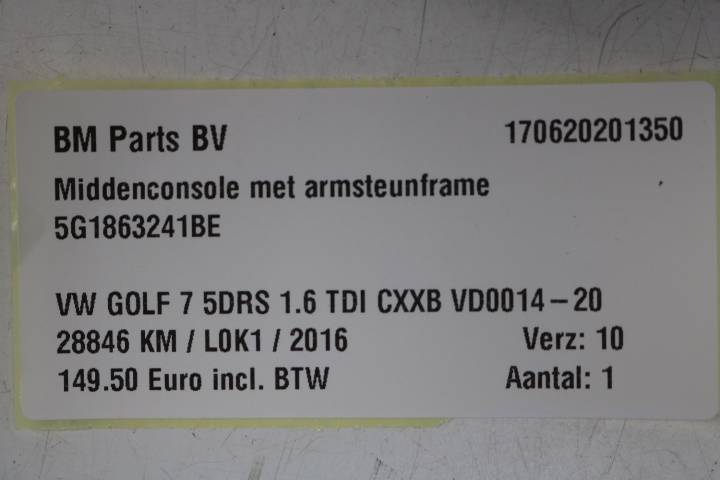 BM Parts BV 170620201350
Middenconsole met armsteunframe
5G1863241BE
VW GOLF 7 5DRS 1.6 TDI CXXB VD0014-20
28846 KM / L0K1 / 2016 Verz: 10
149.50 Euro incl. BTW Aantal: 1